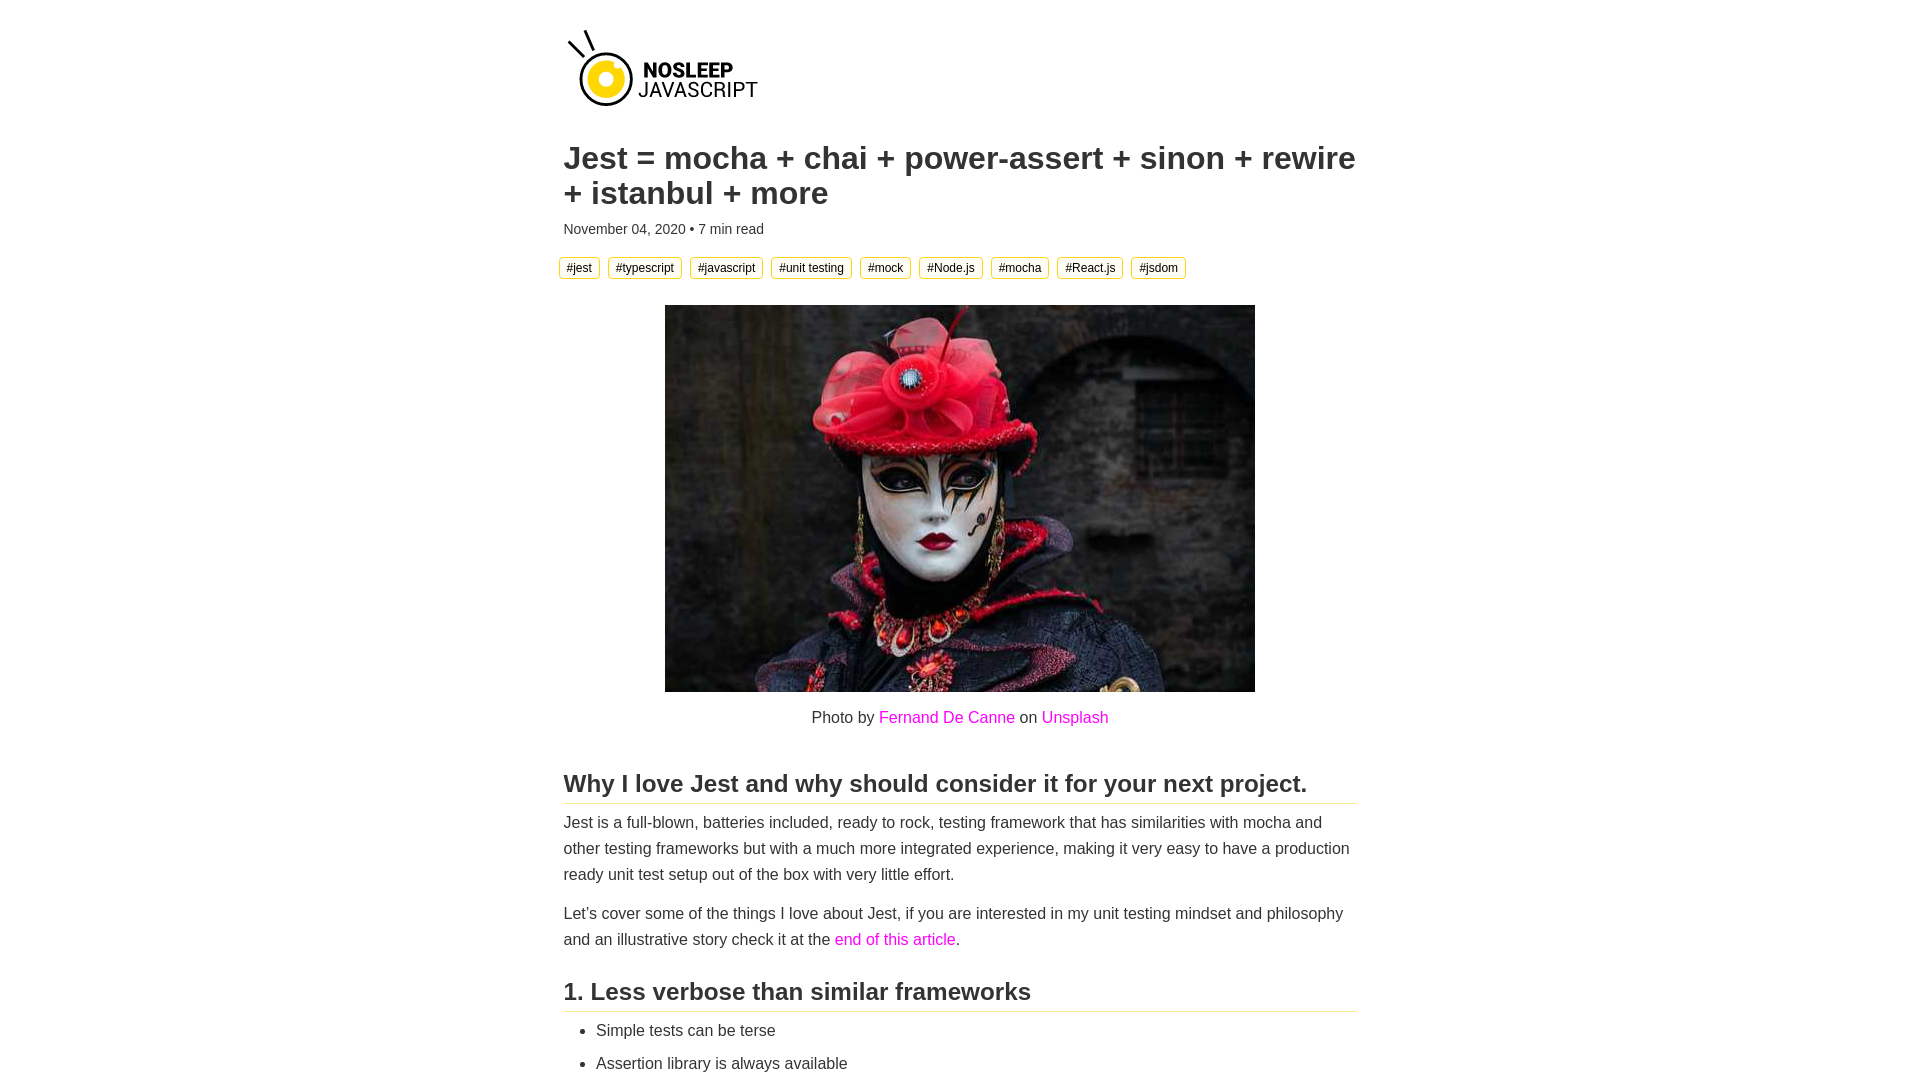 NOSLEEP
JAVASCRIPT
Jest = mocha + chai + power-assert + sinon + rewire
+ istanbul + more
November 04, 2020 • 7 min read
#jest #typescript #javascript #unit testing #mock #Node.js #mocha #React.js #jsdom
Photo by Fernand De Canne on Unsplash
Why I love Jest and why should consider it for your next project.
Jest is a full-blown, batteries included, ready to rock, testing framework that has similarities with mocha and
other testing frameworks but with a much more integrated experience, making it very easy to have a production
ready unit test setup out of the box with very little effort.
Let’s cover some of the things I love about Jest, if you are interested in my unit testing mindset and philosophy
and an illustrative story check it at the end of this article.
1. Less verbose than similar frameworks
• Simple tests can be terse
• Assertion library is always available